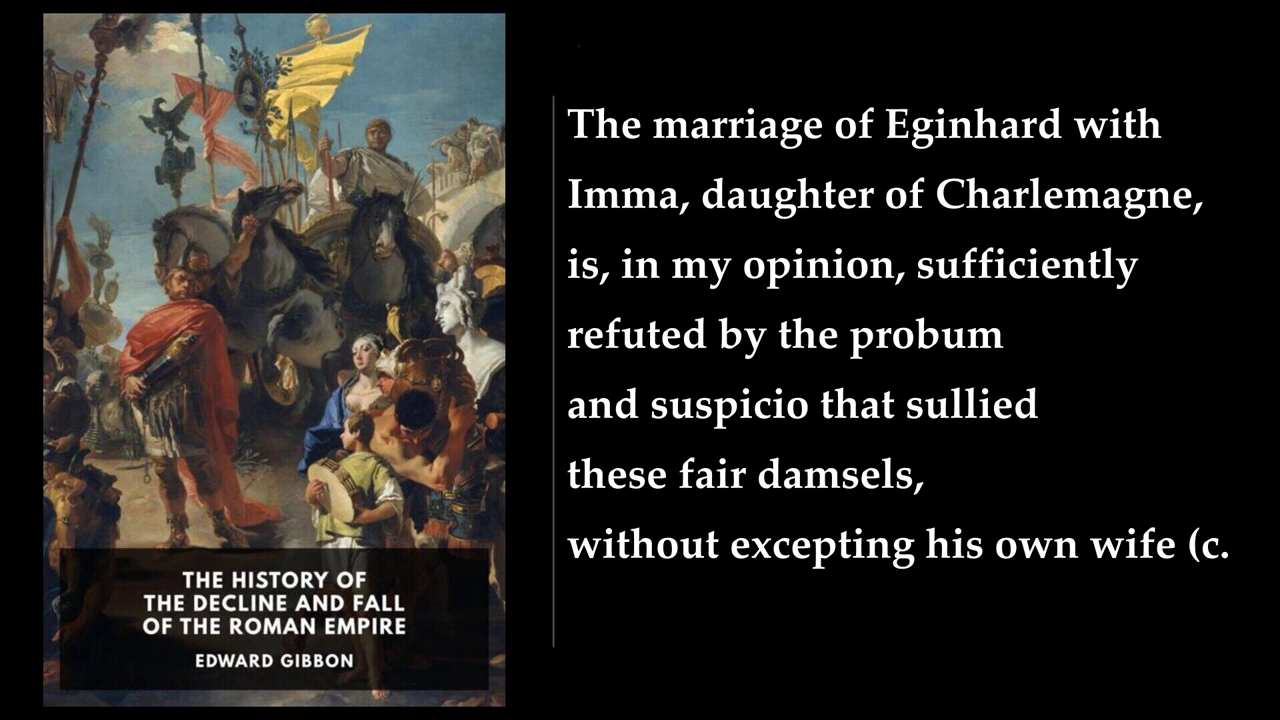 THE HISTORY OF
THE DECLINE AND FALL
OF THE ROMAN EMPIRE
EDWARD GIBBON
The marriage of Eginhard with
Imma, daughter of Charlemagne,
is, in my opinion, sufficiently
refuted by the probum
and suspicio that sullied
these fair damsels,
without excepting his own wife (c.